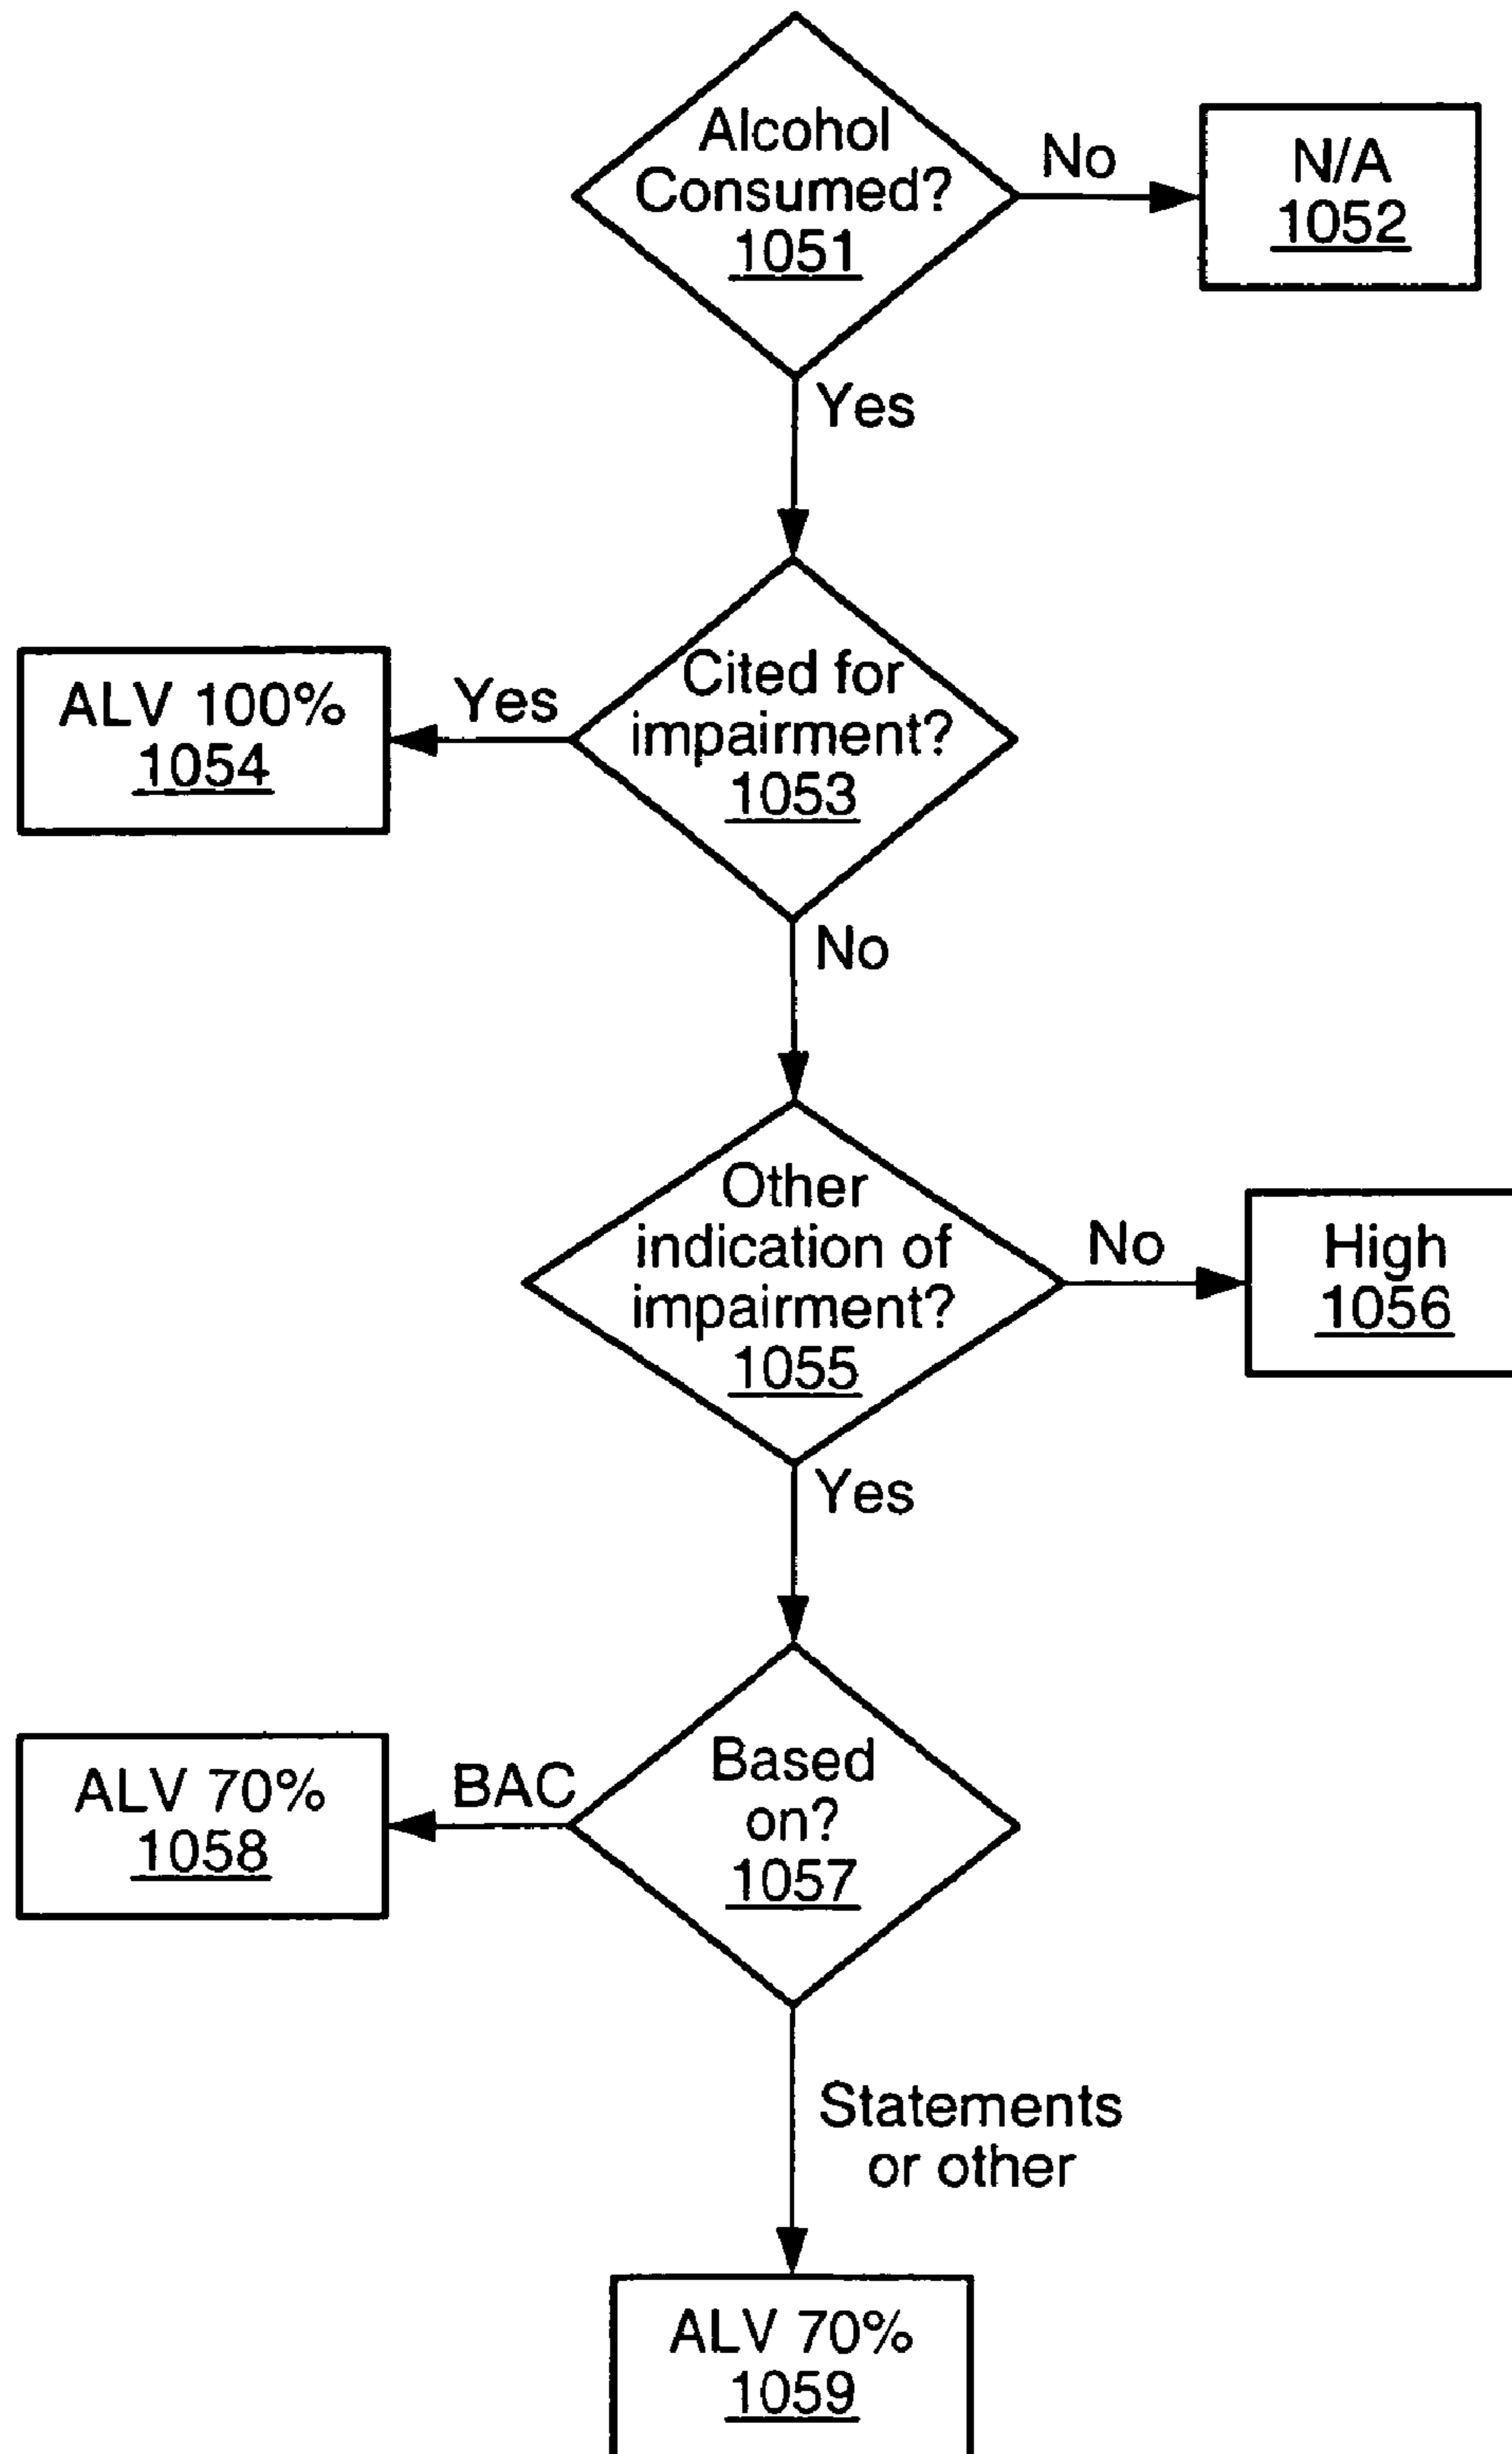 Alcohol
Consumed?
1051
No
N/A
1052
Yes
Cited for
impairment?
1053
Yes
ALV 100%
1054
No
Other
indication of
impairment?
1055
No
High
1056
Yes
Based
on?
1057
BAC
ALV 70%
1058
Statements
or other
ALV 70%
1059